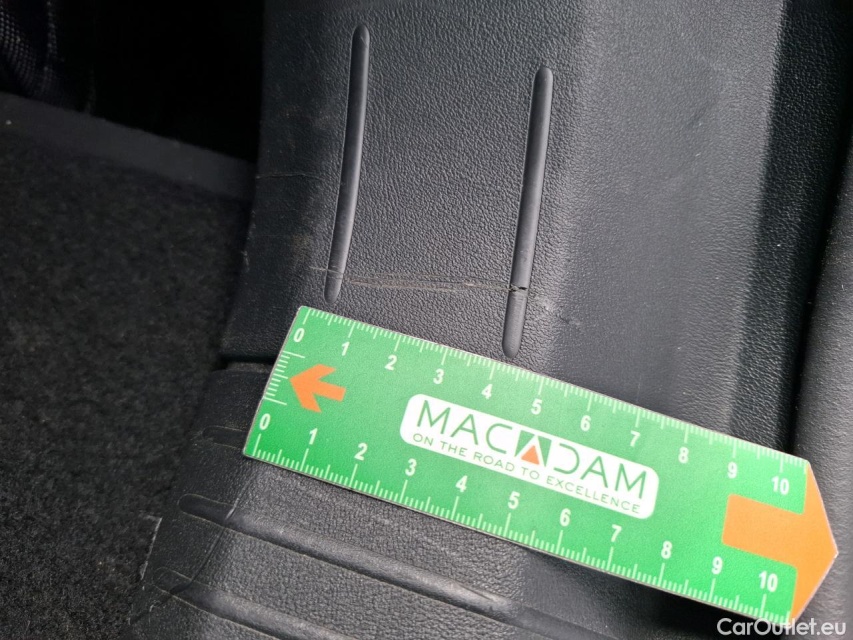 0 1 2 3 4 5 6 7 8 9 10
MACADAM
ON THE ROAD TO EXCELLENCE
0 1 2 3 4 5 6 7 8 9 10
CarOutlet.eu